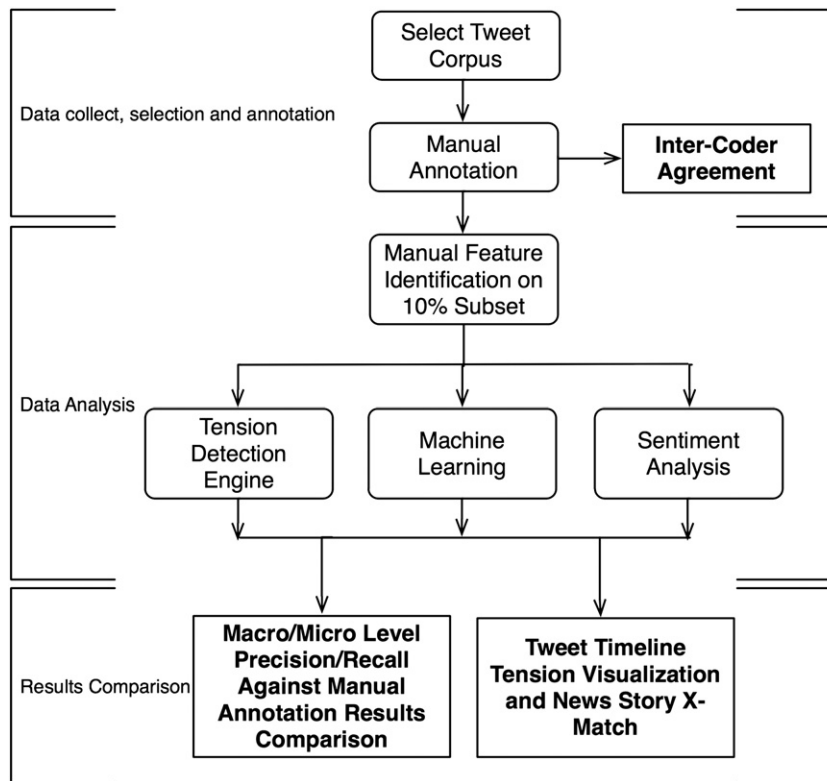 Select Tweet
Corpus
Data collect, selection and annotation
Manual
Annotation
Inter-Coder
Agreement
Manual Feature
Identification on
10% Subset
Data Analysis
Tension
Detection
Engine
Machine
Learning
Sentiment
Analysis
Results Comparison
Macro/Micro Level
Precision/Recall
Against Manual
Annotation Results
Comparison
Tweet Timeline
Tension Visualization
and News Story X-
Match